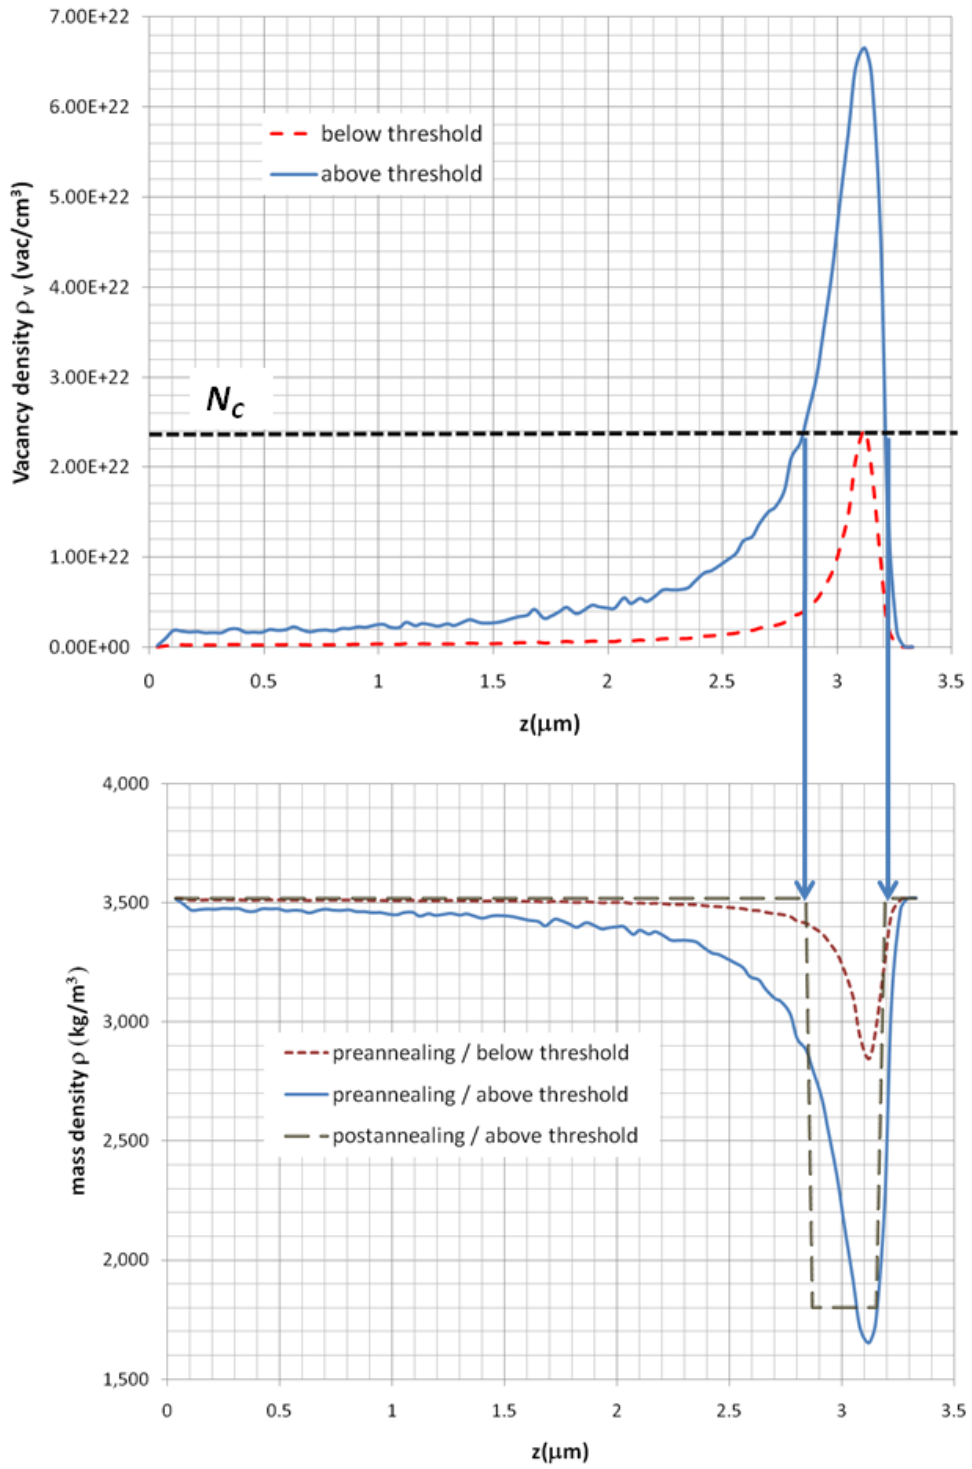 7.00E+22
6.00E+22
5.00E+22
4.00E+22
3.00E+22
2.00E+22
1.00E+22
0.00E+00
Vacancy density ρ v (vac/cm³)
below threshold
above threshold
Nc
0 0.5 1 1.5 2 2.5 3 3.5
z(μm)
4,000
3,500
3,000
2,500
2,000
1,500
mass density ρ (kg/m³)
preannealing / below threshold
preannealing / above threshold
postannealing / above threshold
0 0.5 1 1.5 2 2.5 3 3.5
z(μm)